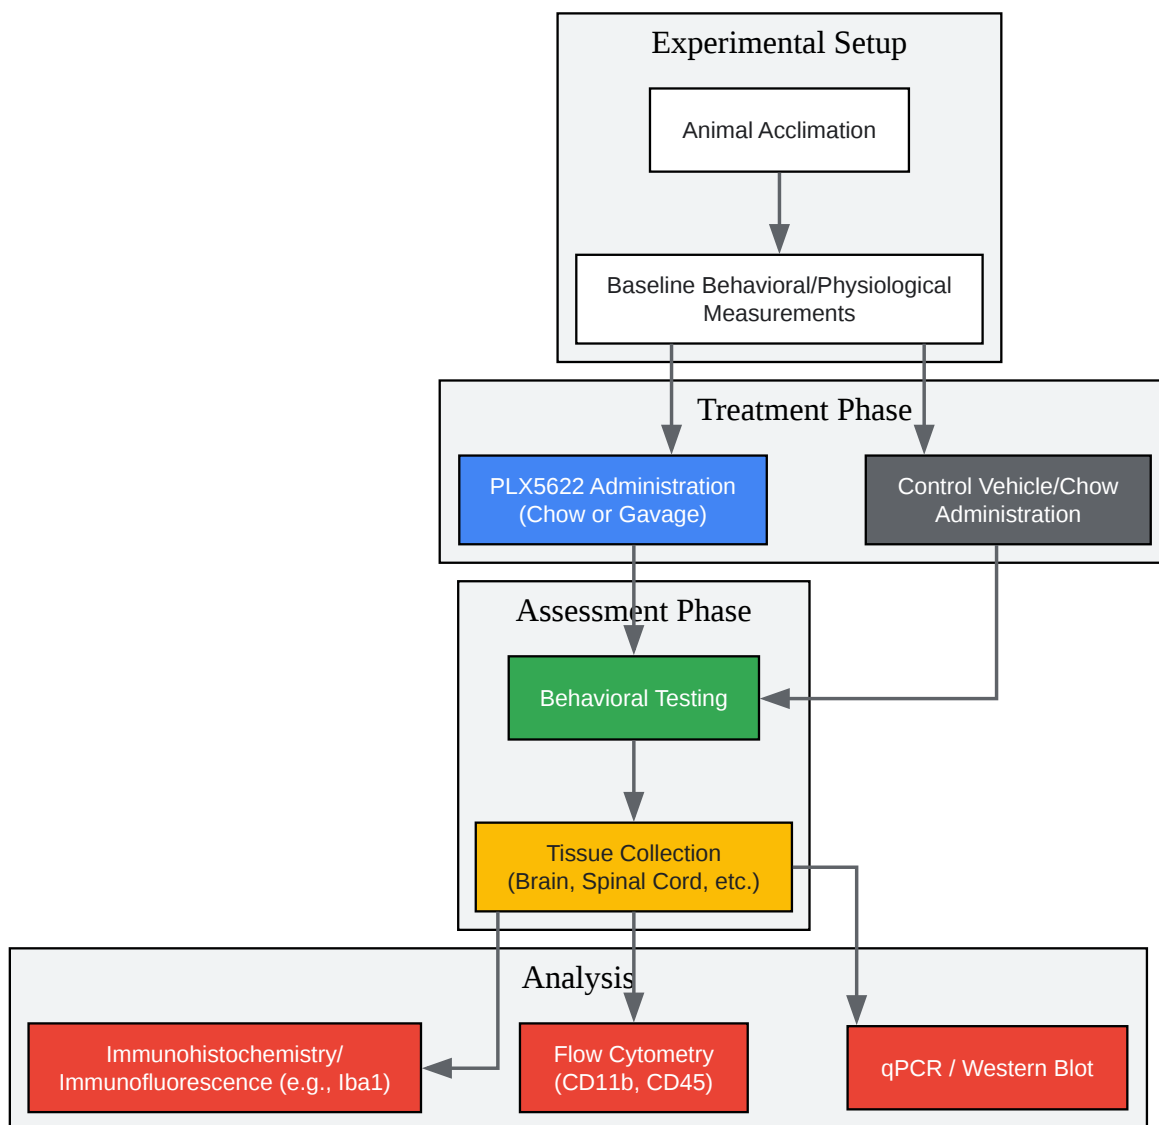 Experimental Setup
Animal Acclimation
Baseline Behavioral/Physiological
Measurements
Treatment Phase
PLX5622 Administration
(Chow or Gavage)
Control Vehicle/Chow
Administration
Assessment Phase
Behavioral Testing
Tissue Collection
(Brain, Spinal Cord, etc.)
Analysis
Immunohistochemistry/
Immunofluorescence (e.g., Iba1)
Flow Cytometry
(CD11b, CD45)
qPCR / Western Blot